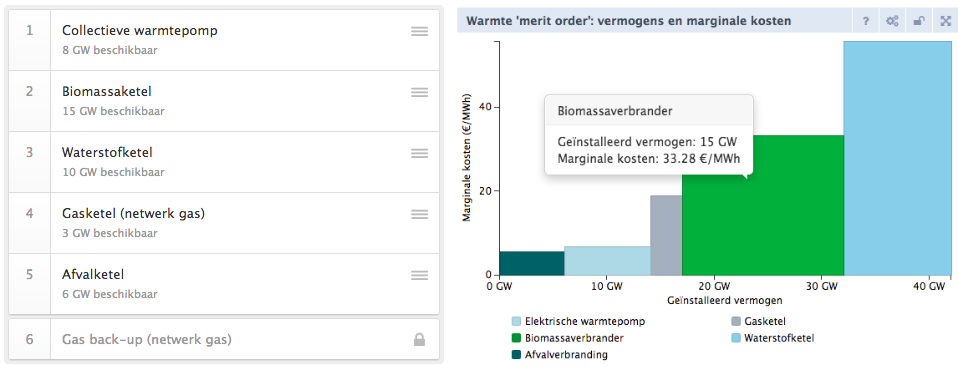 1
Collectieve warmtepomp
8 GW beschikbaar
2
Biomassaketel
15 GW beschikbaar
3
Waterstofketel
10 GW beschikbaar
4
Gasketel (netwerk gas)
3 GW beschikbaar
5
Afvalketel
6 GW beschikbaar
6
Gas back-up (netwerk gas)
Warmte 'merit order': vermogens en marginale kosten
?
Marginale kosten (€/MWh)
40
20
0
Biomassaverbrander
Geïnstalleerd vermogen: 15 GW
Marginale kosten: 33.28 €/MWh
0 GW 10 GW 20 GW 30 GW 40 GW
Geïnstalleerd vermogen
Elektrische warmtepomp Gasketel
Biomassaverbrander Waterstofketel
Afvalverbranding